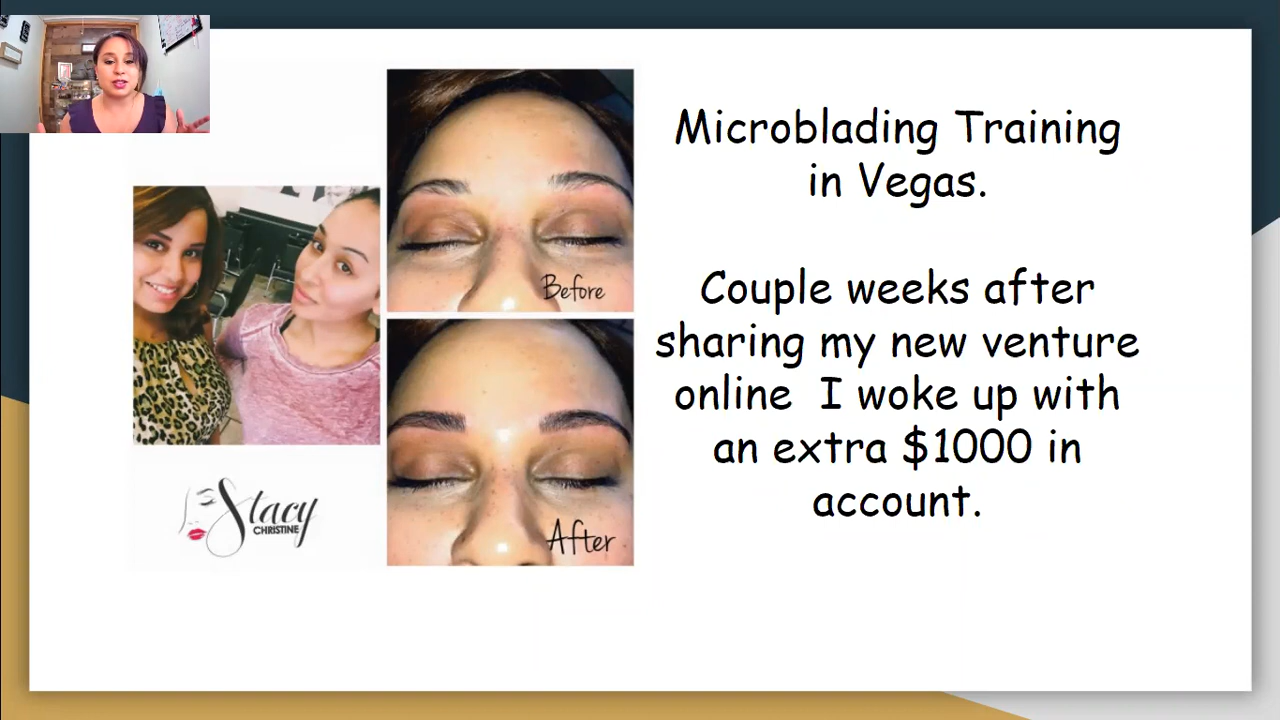 Before
After
Stacy
CHRISTINE
Microblading Training
in Vegas.
Couple weeks after
sharing my new venture
online I woke up with
an extra $1000 in
account.